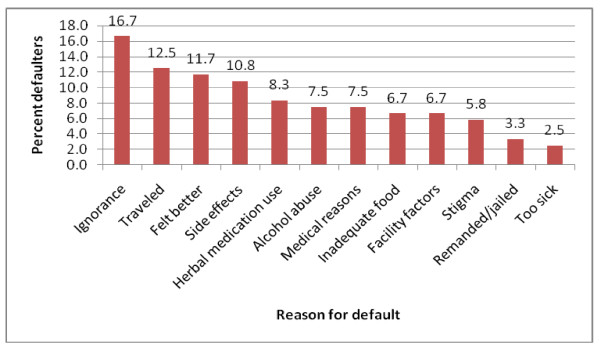 Percent defaulters
18.0
16.0
14.0
12.0
10.0
8.0
6.0
4.0
2.0
0.0
16.7
12.5
11.7
10.8
8.3
7.5
7.5
6.7
6.7
5.8
3.3
2.5
Ignorance
Traveled
Felt better
Side effects
Herbal medication use
Alcohol abuse
Medical reasons
Inadequate food
Facility factors
Stigma
Remanded/jailed
Too sick
Reason for default